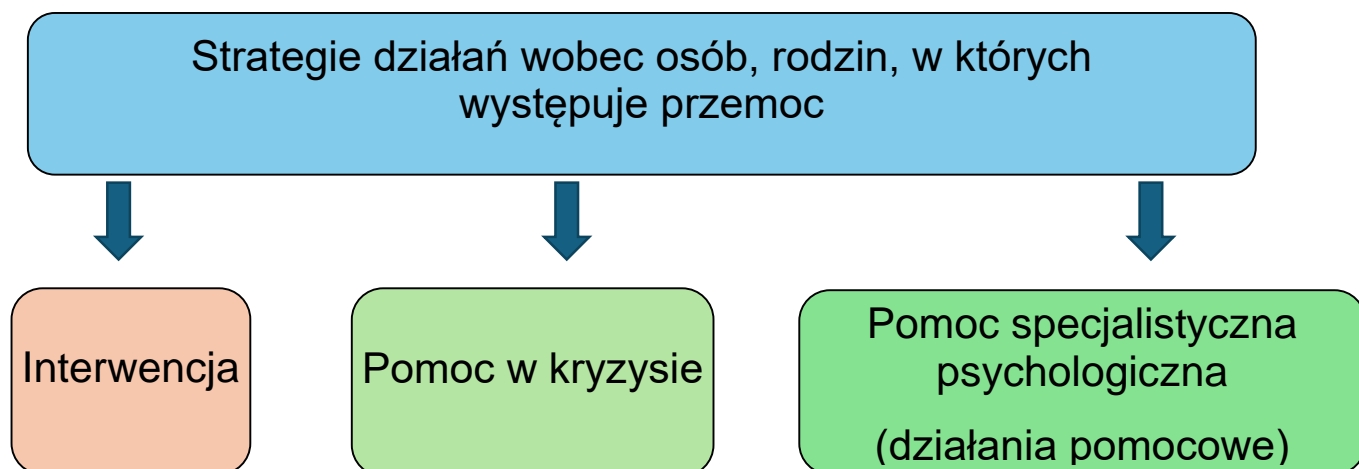 Strategie działań wobec osób, rodzin, w których
występuje przemoc
Interwencja
Pomoc w kryzysie
Pomoc specjalistyczna
psychologiczna
(działania pomocowe)